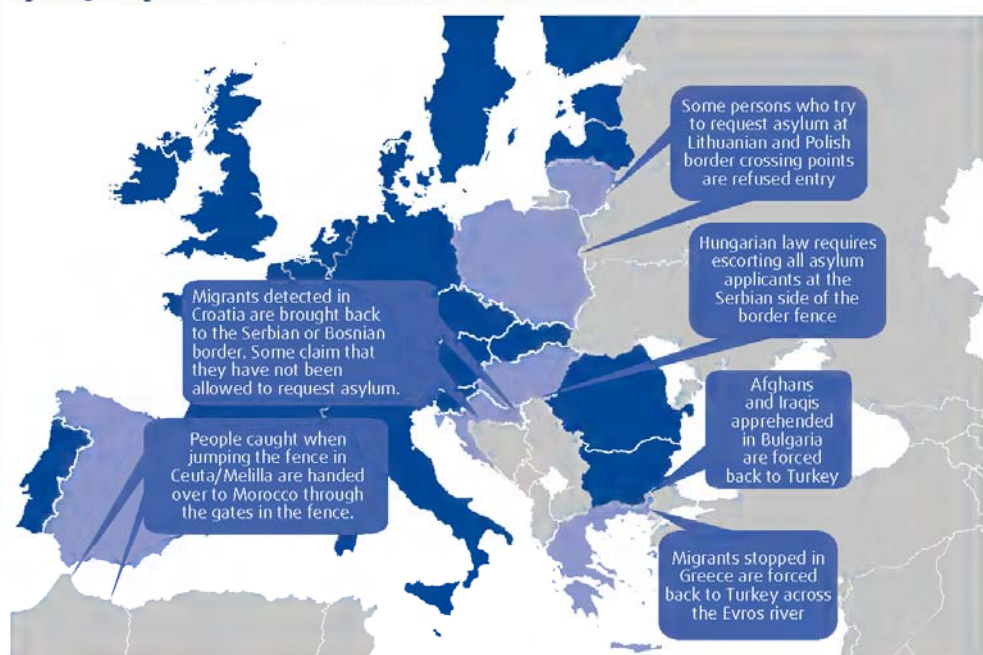 Some persons who try
to request asylum at
Lithuanian and Polish
border crossing points
are refused entry
Hungarian law requires
escorting all asylum
applicants at the
Serbian side of the
border fence
Migrants detected in
Croatia are brought back
to the Serbian or Bosnian
border. Some claim that
they have not been
allowed to request asylum.
Afghans
and Iraqis
apprehended
in Bulgaria
are forced
back to Turkey
People caught when
jumping the fence in
Ceuta/Melilla are handed
over to Morocco through
the gates in the fence.
Migrants stopped in
Greece are forced
back to Turkey across
the Evros river